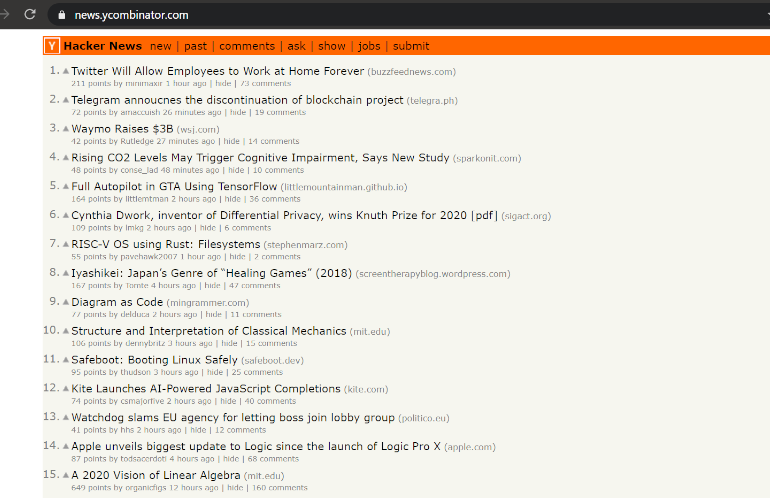 news.ycombinator.com
Y Hacker News new | past | comments | ask | show | jobs | submit
1. Twitter Will Allow Employees to Work at Home Forever (buzzfeednews.com)
211 points by minimaxir 1 hour ago | hide | 73 comments
2. Telegram annoucnes the discontinuation of blockchain project (telegra.ph)
72 points by amaccuish 26 minutes ago | hide | 19 comments
3. Waymo Raises $3B (wsj.com)
42 points by Rutledge 27 minutes ago | hide | 14 comments
4. Rising CO2 Levels May Trigger Cognitive Impairment, Says New Study (sparkonit.com)
48 points by conse_lad 48 minutes ago | hide | 10 comments
5. Full Autopilot in GTA Using TensorFlow (littlemountainman.github.io)
164 points by littlemtman 2 hours ago | hide | 36 comments
6. Cynthia Dwork, inventor of Differential Privacy, wins Knuth Prize for 2020 [pdf] (sigact.org)
109 points by lmkg 2 hours ago | hide | 6 comments
7. RISC-V OS using Rust: Filesystems (stephenmarz.com)
55 points by pavehawk2007 1 hour ago | hide | 2 comments
8. Iyashikei: Japan’s Genre of “Healing Games” (2018) (screentherapyblog.wordpress.com)
167 points by Tomte 4 hours ago | hide | 47 comments
9. Diagram as Code (mingrammer.com)
77 points by delduca 2 hours ago | hide | 11 comments
10. Structure and Interpretation of Classical Mechanics (mit.edu)
106 points by dennybritz 3 hours ago | hide | 15 comments
11. Safeboot: Booting Linux Safely (safeboot.dev)
95 points by thudson 3 hours ago | hide | 25 comments
12. Kite Launches AI-Powered JavaScript Completions (kite.com)
74 points by csmajorfive 2 hours ago | hide | 40 comments
13. Watchdog slams EU agency for letting boss join lobby group (politico.eu)
41 points by hhs 2 hours ago | hide | 12 comments
14. Apple unveils biggest update to Logic since the launch of Logic Pro X (apple.com)
87 points by todsacerdoti 4 hours ago | hide | 68 comments
15. A 2020 Vision of Linear Algebra (mit.edu)
649 points by organicfigs 12 hours ago | hide | 160 comments